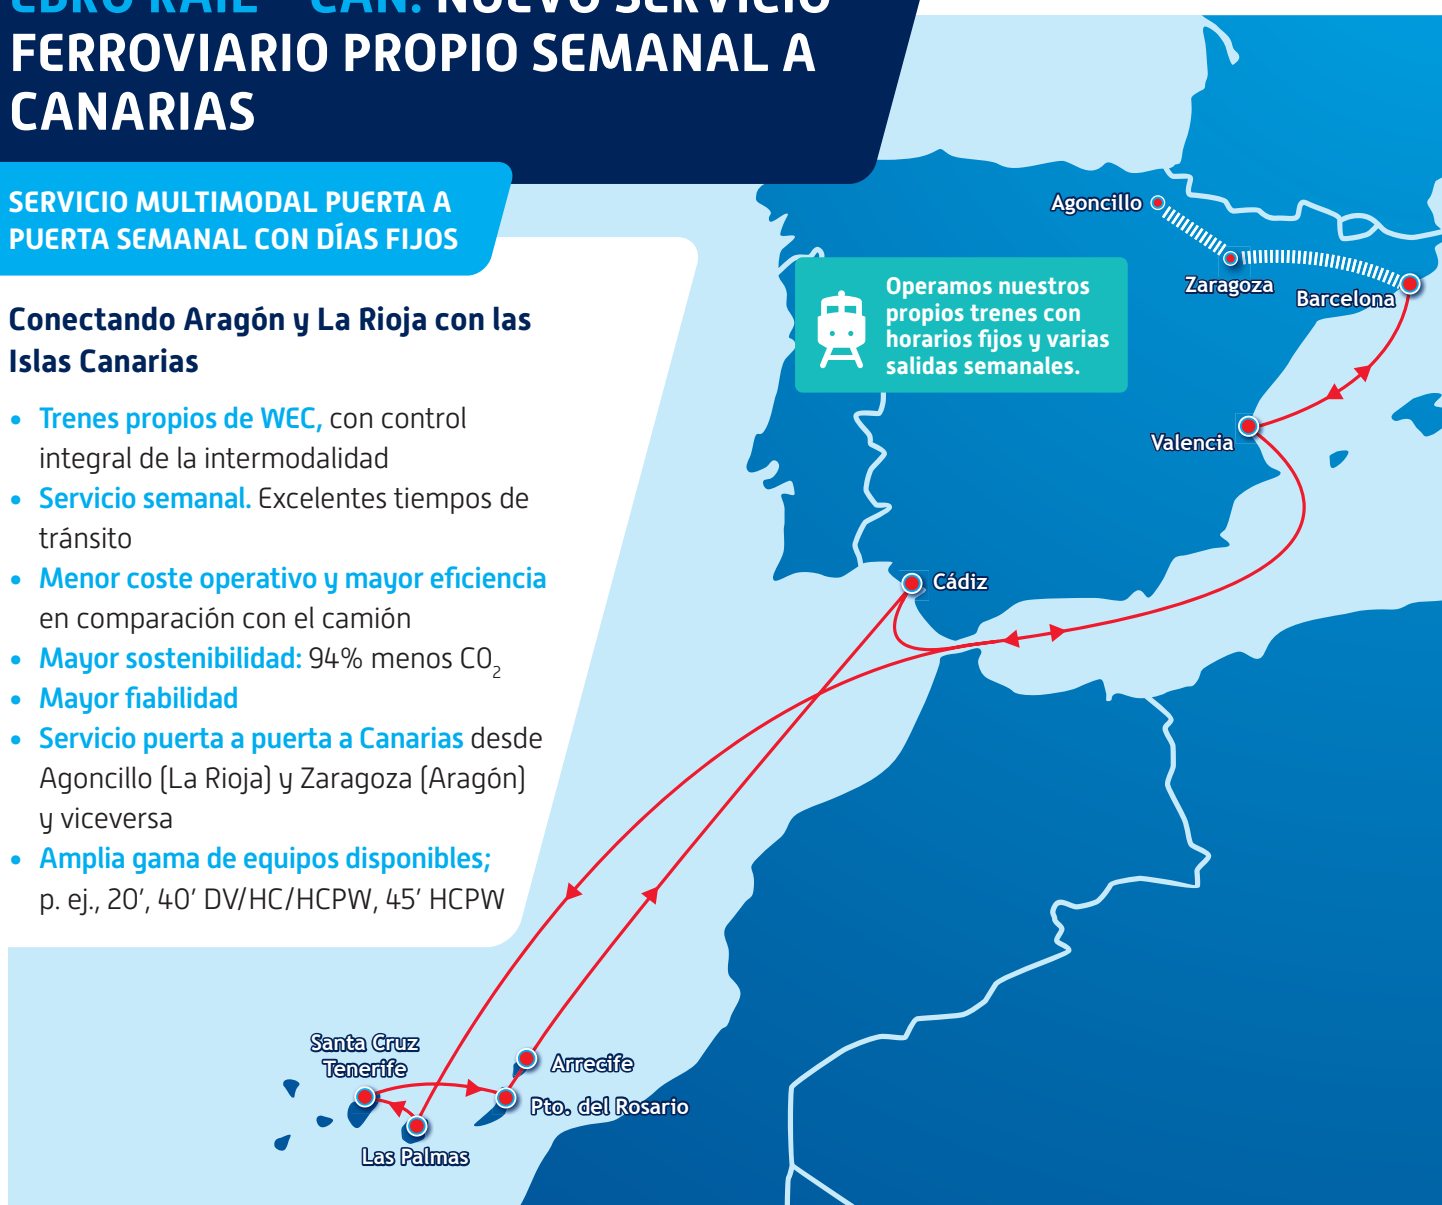 EBRO RAIL - CAN: NUEVO SERVICIO
FERROVIARIO PROPIO SEMANAL A
CANARIAS
SERVICIO MULTIMODAL PUERTA A
PUERTA SEMANAL CON DÍAS FIJOS
Conectando Aragón y La Rioja con las
Islas Canarias
• Trenes propios de WEC, con control
integral de la intermodalidad
• Servicio semanal. Excelentes tiempos de
tránsito
• Menor coste operativo y mayor eficiencia
en comparación con el camión
• Mayor sostenibilidad: 94% menos CO₂
• Mayor fiabilidad
• Servicio puerta a puerta a Canarias desde
Agoncillo (La Rioja) y Zaragoza (Aragón)
y viceversa
• Amplia gama de equipos disponibles;
p. ej., 20’, 40’ DV/HC/HCPW, 45’ HCPW
Operamos nuestros
propios trenes con
horarios fijos y varias
salidas semanales.
Agoncillo
Zaragoza
Barcelona
Valencia
Cádiz
Santa Cruz
Tenerife
Arrecife
Pto. del Rosario
Las Palmas